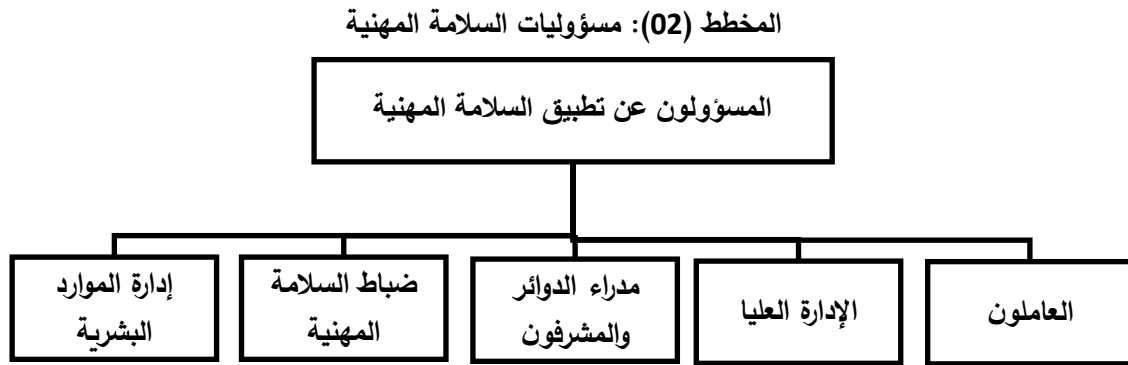 المخطط (02): مسؤوليات السلامة المهنية
المسؤولون عن تطبيق السلامة المهنية
العاملون
الإدارة العليا
مدراء الدوائر
والمشرفون
ضباط السلامة
المهنية
إدارة الموارد
البشرية